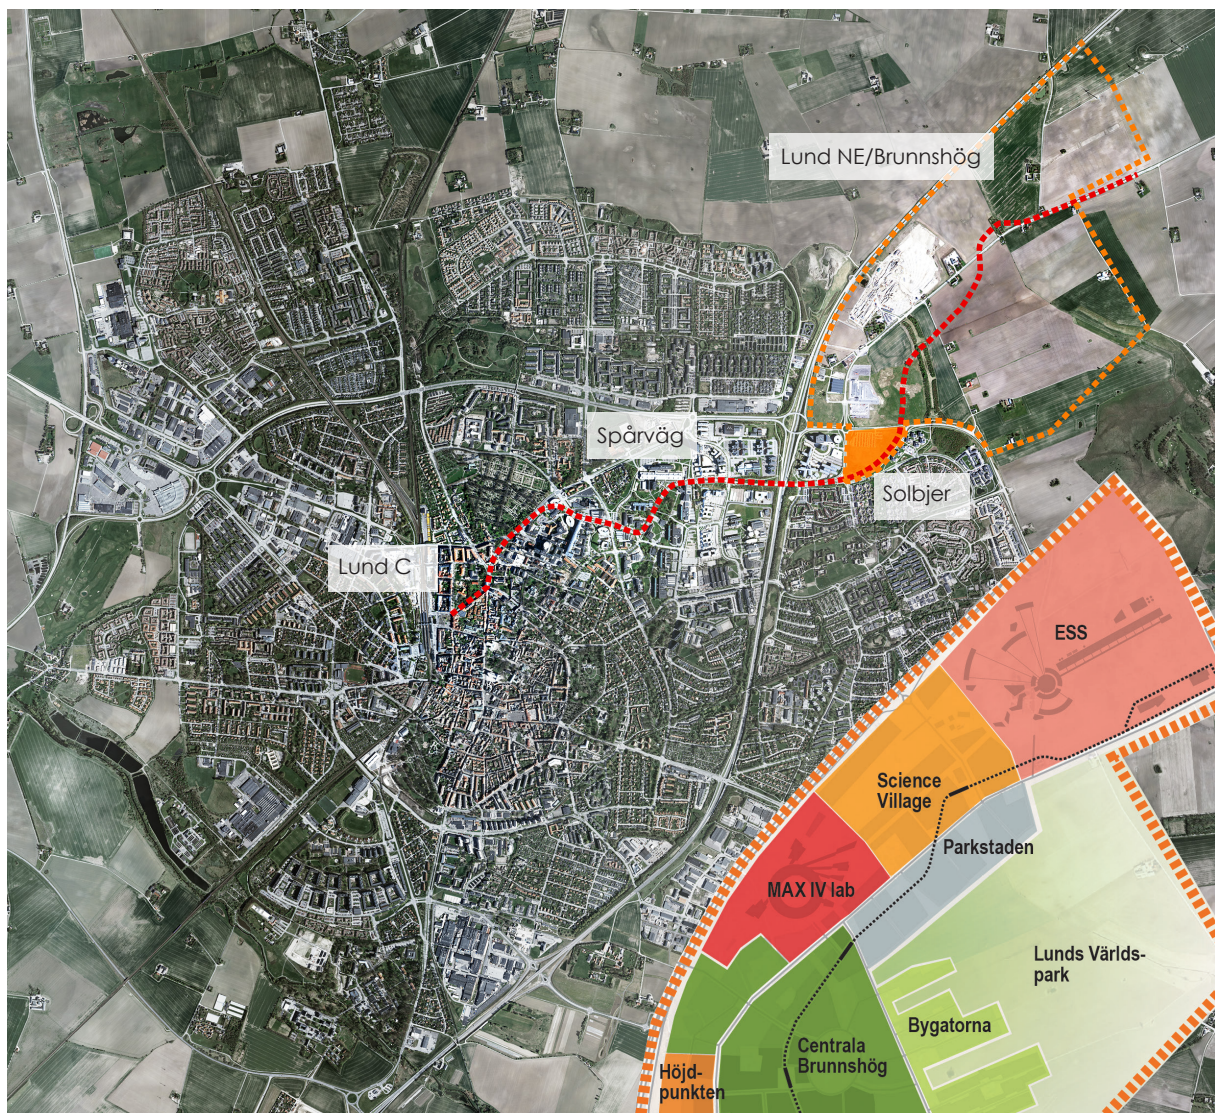 Lund NE/Brunnshög
Spårväg
Solbjer
Lund C
ESS
Science
Village
Parkstaden
MAX IV lab
Lunds Världs-
park
Bygatorna
Centrala
Brunnshög
Höjd-
punkten